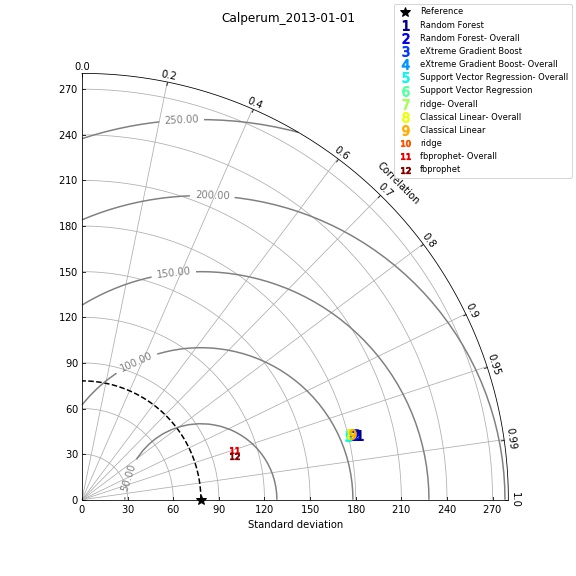 Calperum_2013-01-01
Reference
1 Random Forest
2 Random Forest- Overall
3 eXtreme Gradient Boost
4 eXtreme Gradient Boost- Overall
5 Support Vector Regression- Overall
6 Support Vector Regression
7 ridge- Overall
8 Classical Linear- Overall
9 Classical Linear
10 ridge
11 fbprophet- Overall
12 fbprophet
0.0
0.2
0.4
0.6
0.7
0.8
0.9
0.95
0.99
1.0
Correlation
270
240
210
180
150
120
90
60
30
0
250.00
200.00
150.00
100.00
50.00
11
12
1
0 30 60 90 120 150 180 210 240 270
Standard deviation